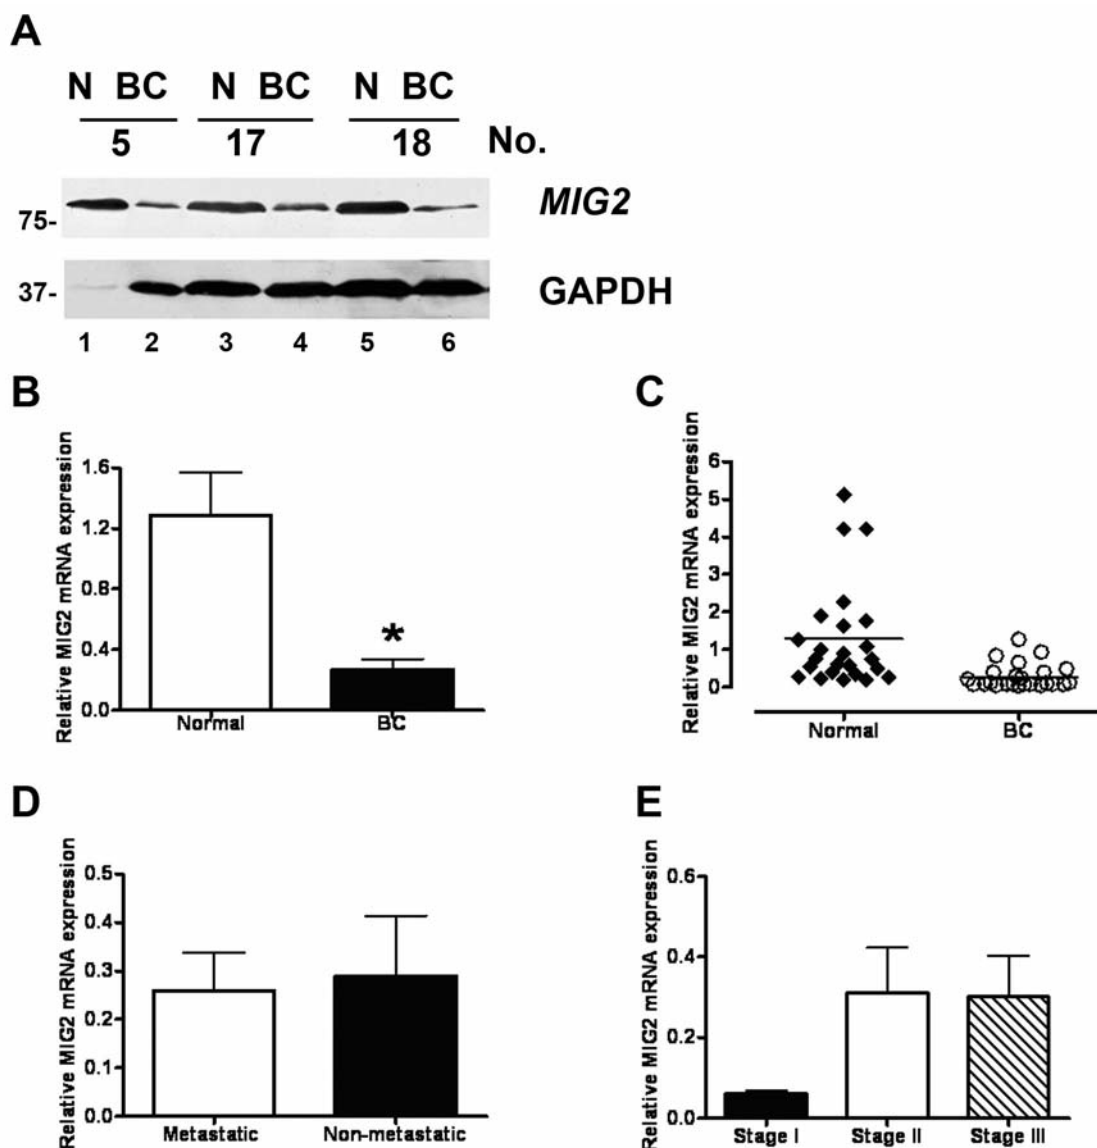 A
N BC N BC N BC
5 17 18 No.
75- MIG2
37- GAPDH
1 2 3 4 5 6
B
Relative MIG2 mRNA expression
1.6
1.2
0.8
0.4
0.0
*
Normal BC
C
Relative MIG2 mRNA expression
6
5
4
3
2
1
0
Normal BC
D
Relative MIG2 mRNA expression
0.5
0.4
0.3
0.2
0.1
0.0
Metastatic Non-metastatic
E
Relative MIG2 mRNA expression
0.6
0.4
0.2
0.0
Stage I Stage II Stage III